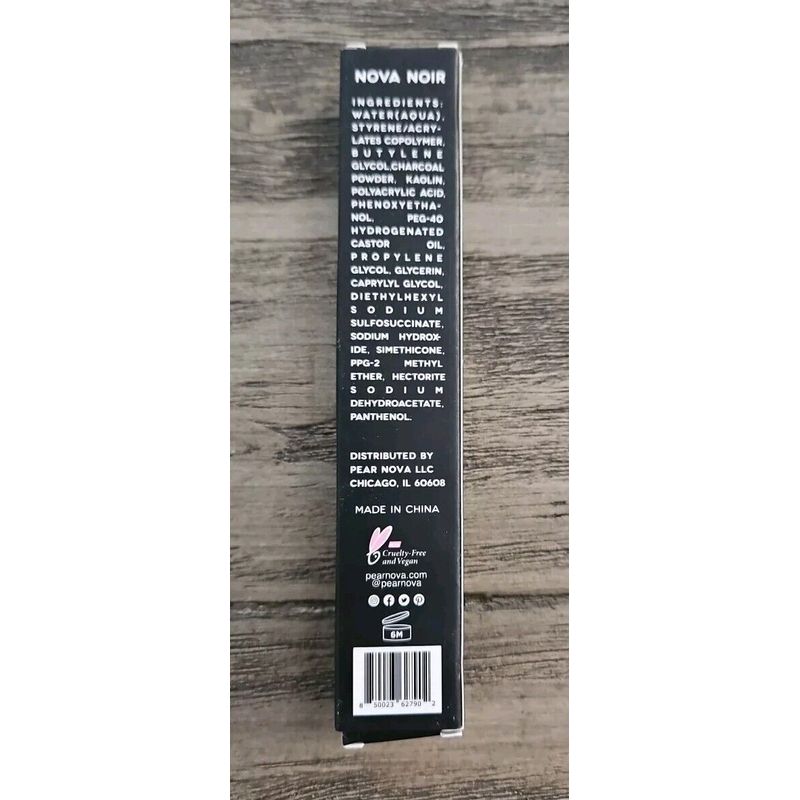 NOVA NOIR
INGREDIENTS:
WATER(AQUA),
STYRENE/ACRY-
LATES COPOLYMER,
BUTYLENE
GLYCOL,CHARCOAL
POWDER, KAOLIN,
POLYACRYLIC ACID,
PHENOXYETHA-
NOL, PEG-40
HYDROGENATED
CASTOR OIL,
PROPYLENE
GLYCOL, GLYCERIN,
CAPRYLYL GLYCOL,
DIETHYLHEXYL
SODIUM
SULFOSUCCINATE,
SODIUM HYDROX-
IDE, SIMETHICONE,
PPG-2 METHYL
ETHER, HECTORITE
SODIUM
DEHYDROACETATE,
PANTHENOL.
DISTRIBUTED BY
PEAR NOVA LLC
CHICAGO, IL 60608
MADE IN CHINA
Cruelty-Free
and Vegan
pearnova.com
@pearnova
6M
8 50023 62790 2